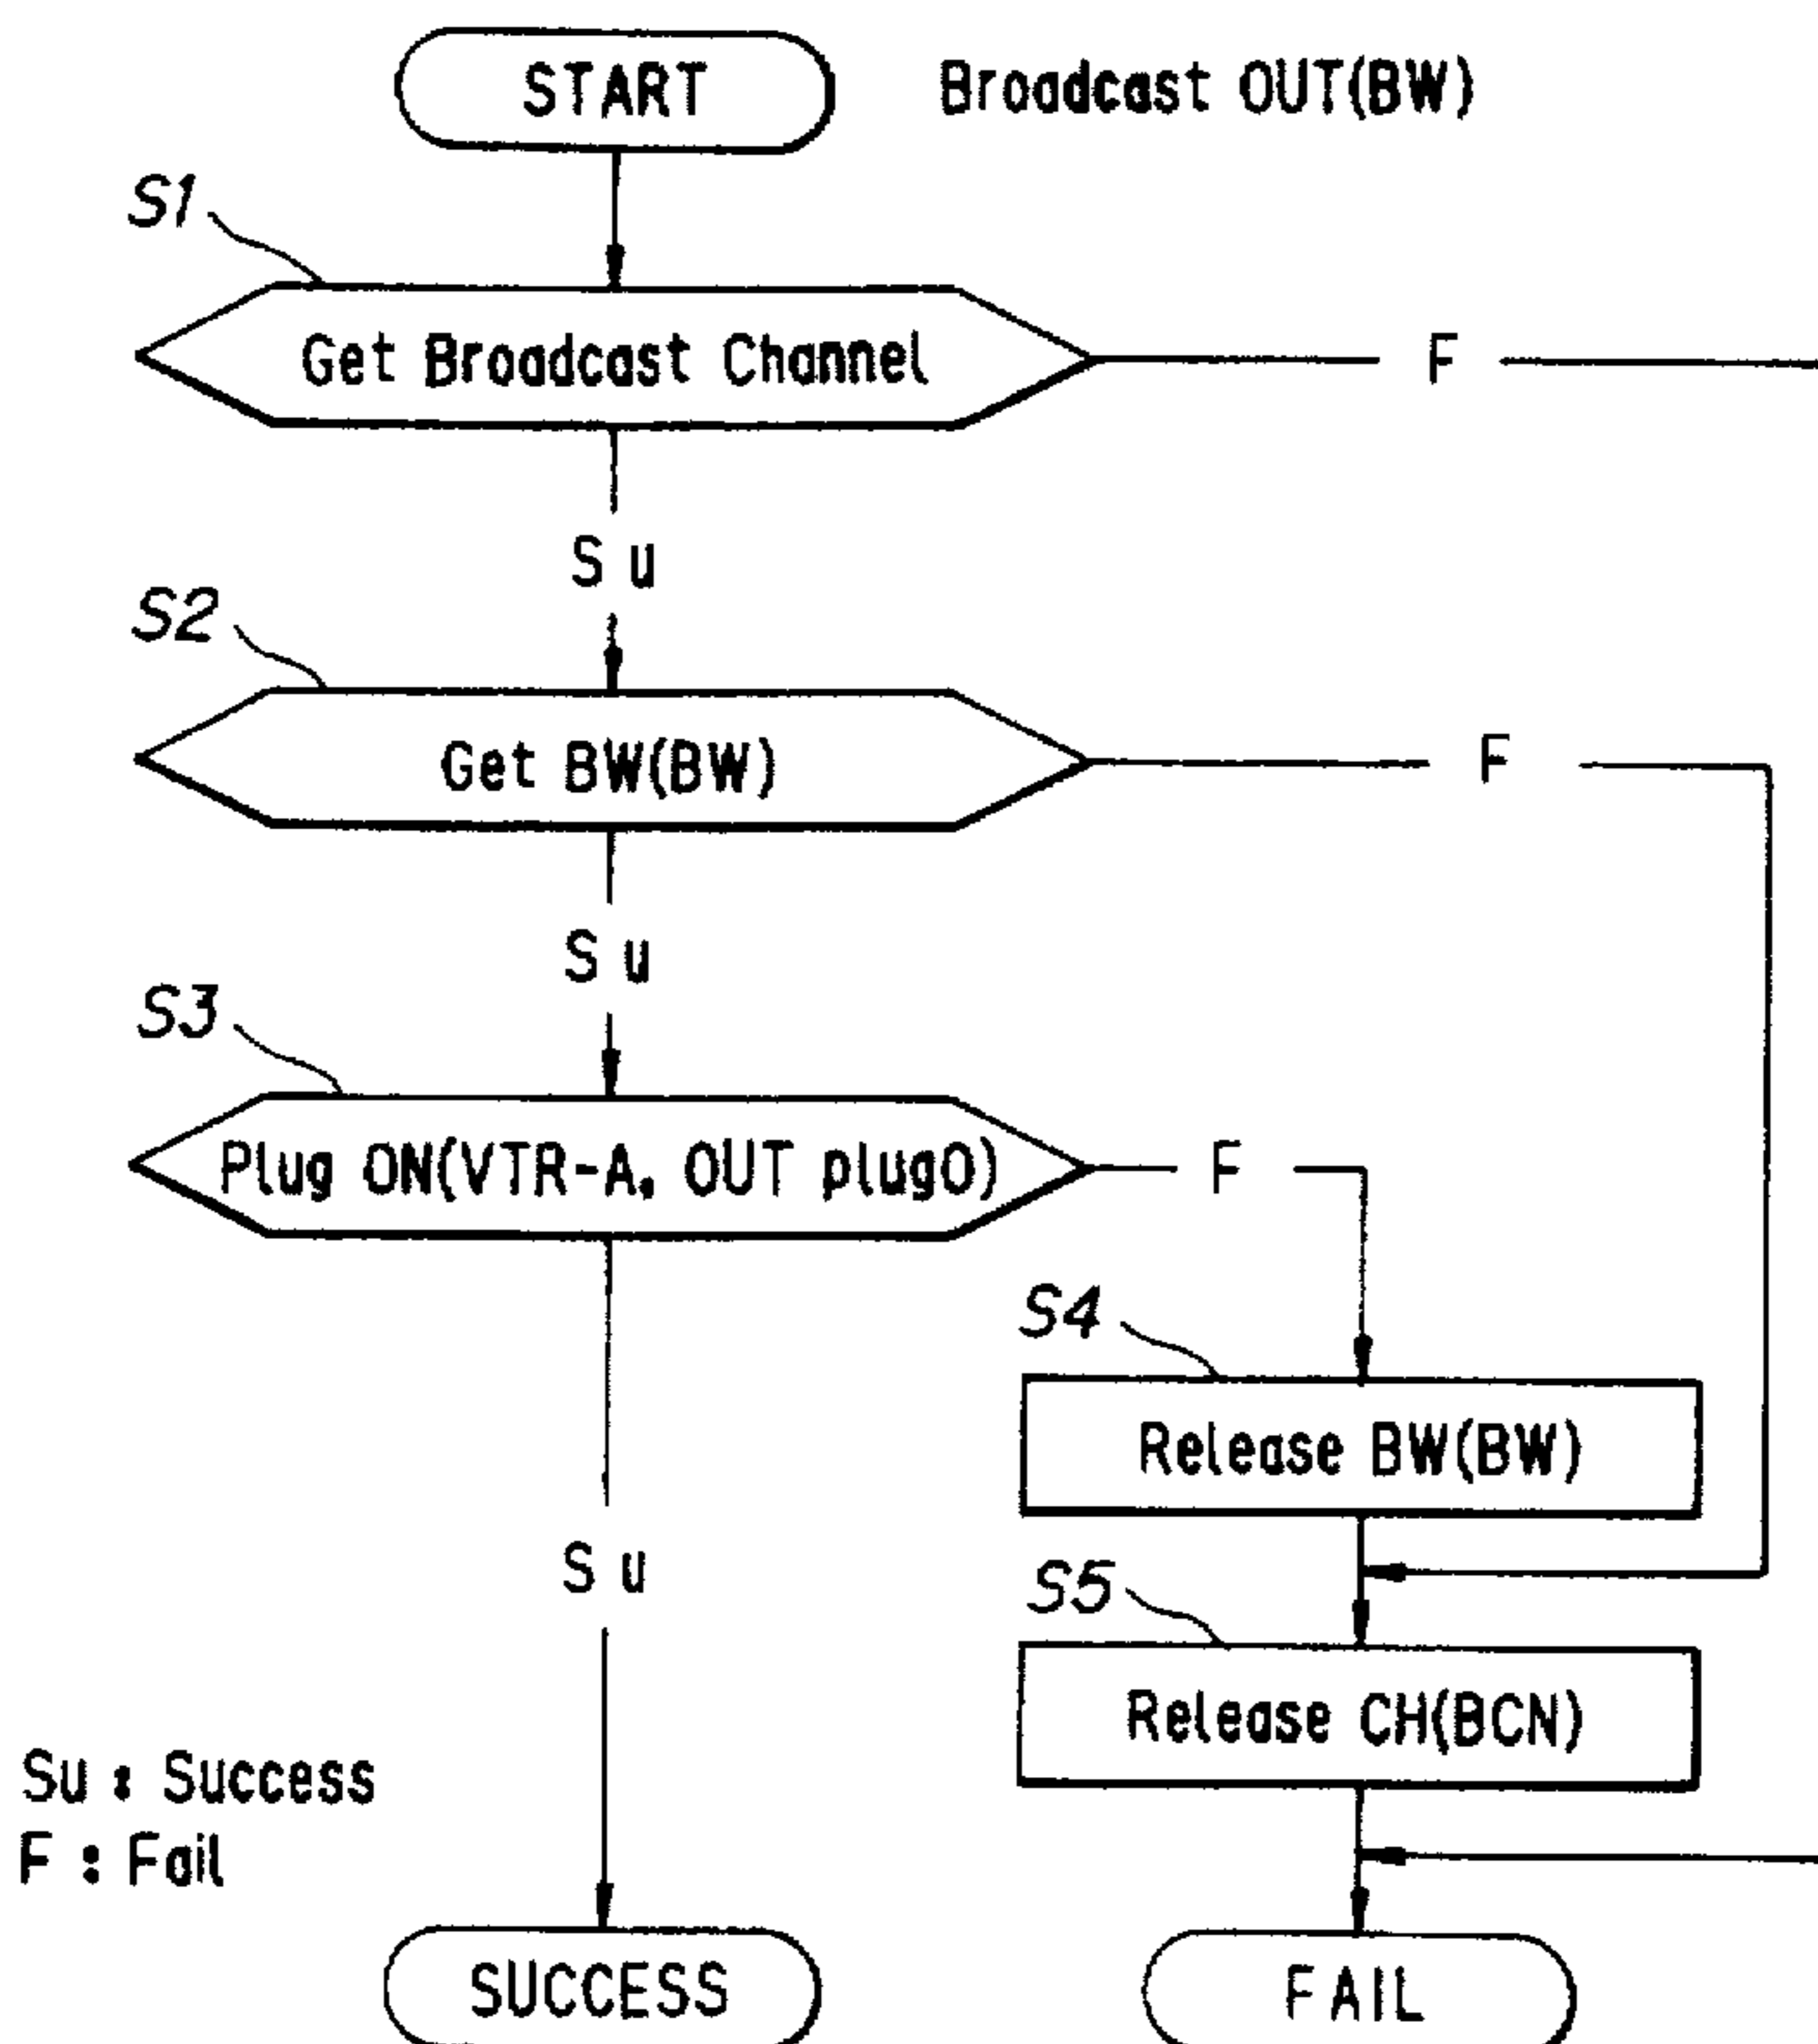 START
Broadcast OUT(BW)
S1
Get Broadcast Channel
F
Su
S2
Get BW(BW)
F
Su
S3
Plug ON(VTR-A, OUT plug0)
F
S4
Release BW(BW)
Su
S5
Release CH(BCN)
Su : Success
F : Fail
SUCCESS
FAIL